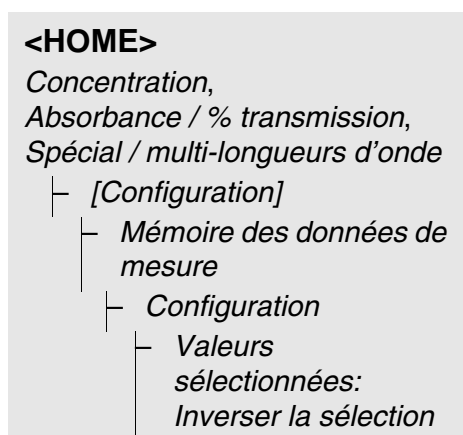 <HOME>
Concentration,
Absorbance / % transmission,
Spécial / multi-longueurs d'onde
– [Configuration]
– Mémoire des données de
mesure
– Configuration
– Valeurs
sélectionnées:
Inverser la sélection